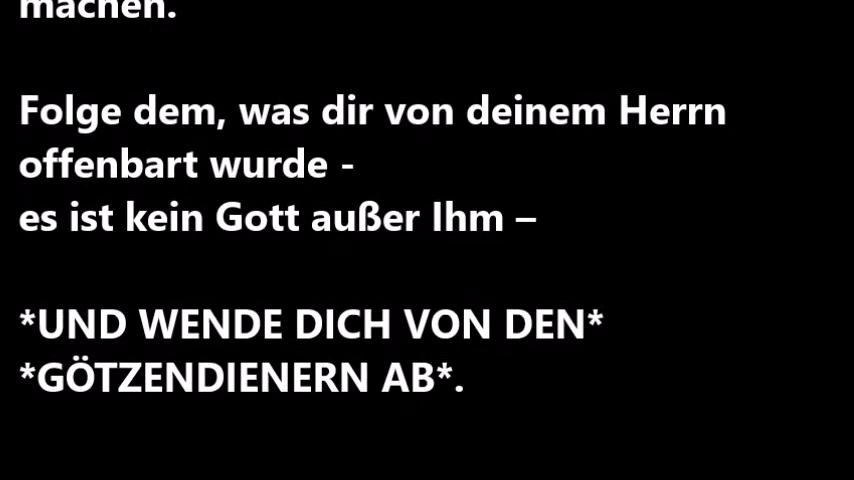 machen.
Folge dem, was dir von deinem Herrn
offenbart wurde -
es ist kein Gott außer Ihm –
*UND WENDE DICH VON DEN*
*GÖTZENDIENERN AB*.